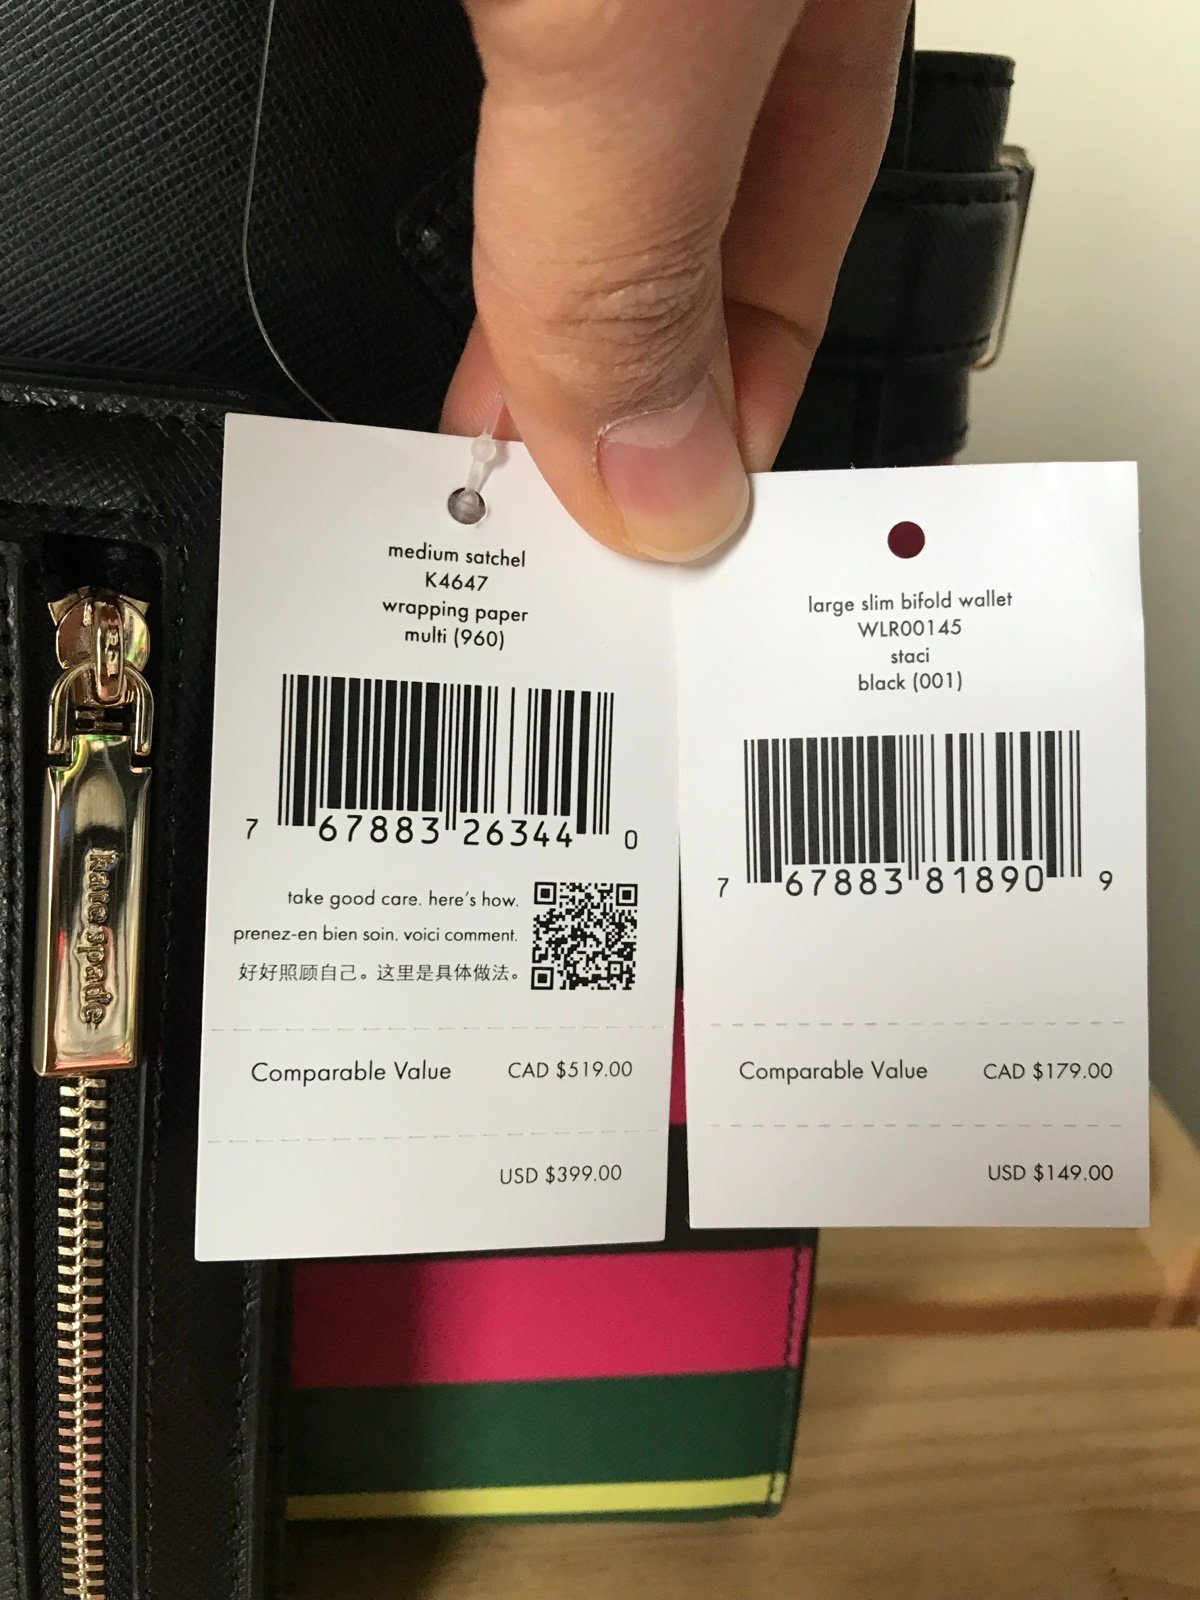 kate spade
medium satchel
K4647
wrapping paper
multi (960)
7 67883 26344 0
take good care. here's how.
prenez-en bien soin. voici comment.
好好照顾自己。这里是具体做法。
Comparable Value CAD $519.00
USD $399.00
large slim bifold wallet
WLR00145
staci
black (001)
7 67883 81890 9
Comparable Value CAD $179.00
USD $149.00